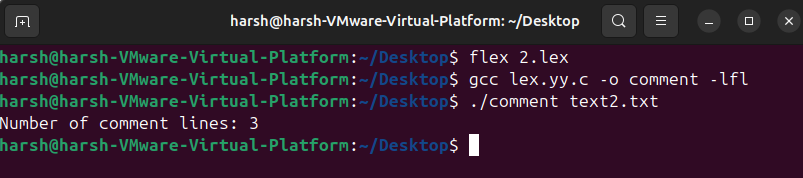 harsh@harsh-VMware-Virtual-Platform: ~/Desktop
harsh@harsh-VMware-Virtual-Platform:~/Desktop$ flex 2.lex
harsh@harsh-VMware-Virtual-Platform:~/Desktop$ gcc lex.yy.c -o comment -lfl
harsh@harsh-VMware-Virtual-Platform:~/Desktop$ ./comment text2.txt
Number of comment lines: 3
harsh@harsh-VMware-Virtual-Platform:~/Desktop$